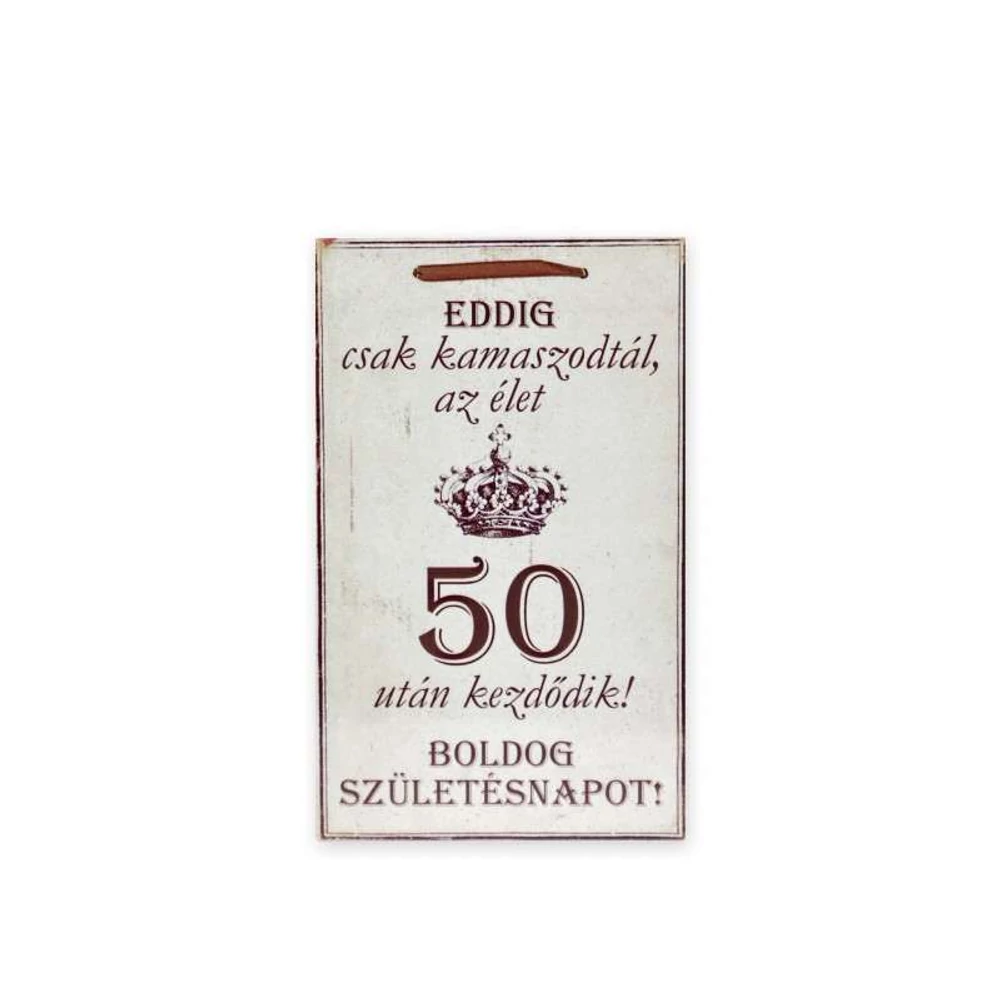 EDDIG
csak kamaszodtál,
az élet
50
után kezdődik!
BOLDOG
SZÜLETÉSNAPOT!